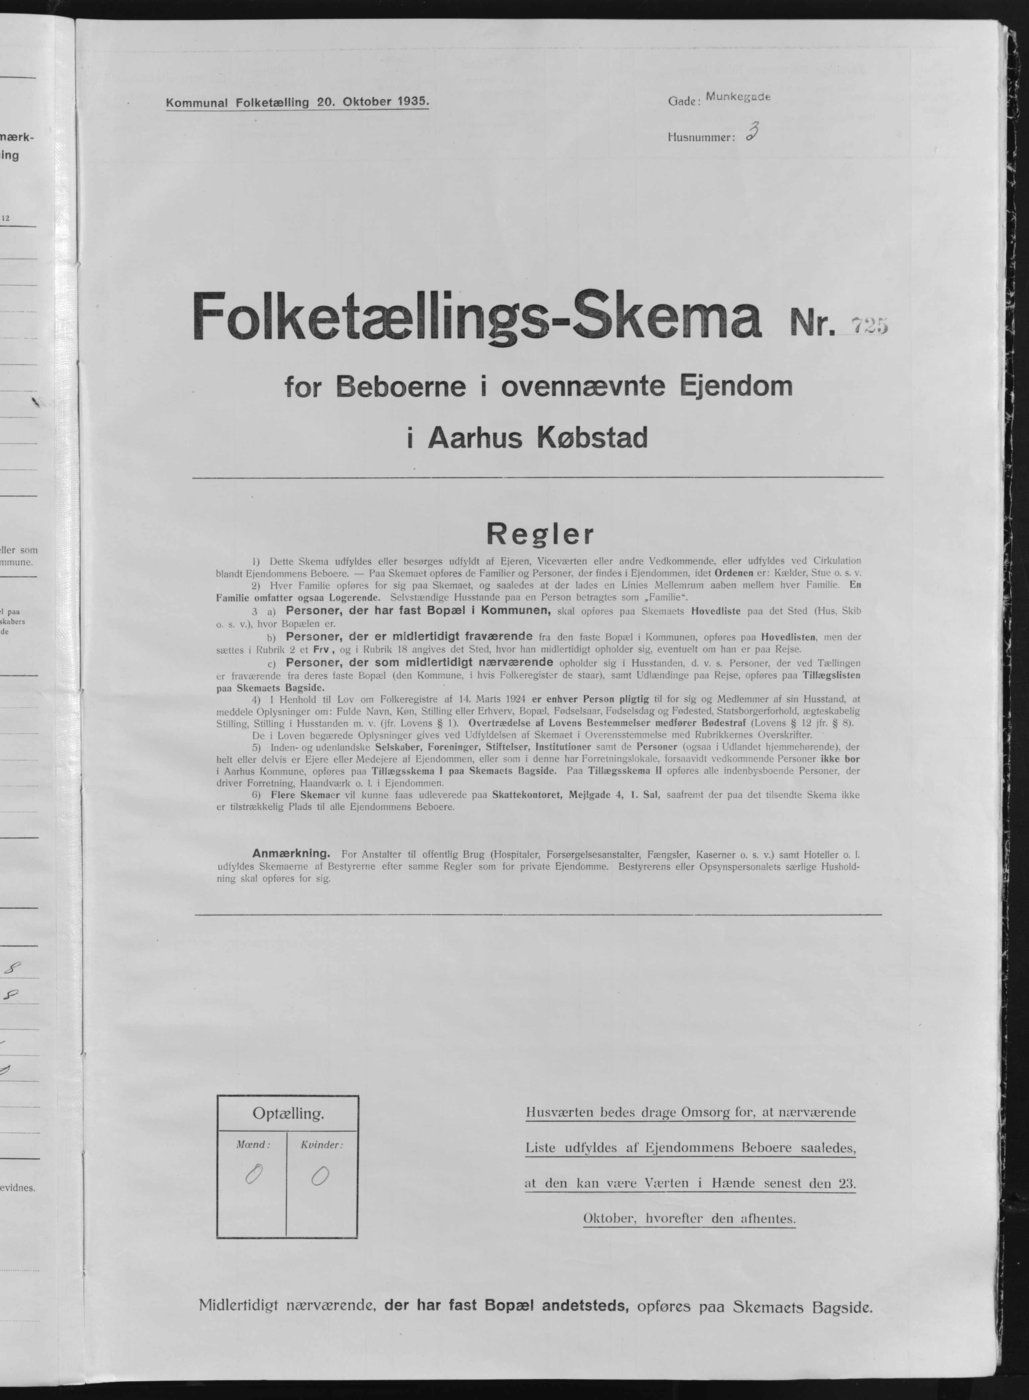 mærk-
ing
12
eller som
mmune.
l paa
skabers
de
8
8
evidnes.
Kommunal Folketælling 20. Oktober 1935.
Gade: Munkegade
Husnummer: 3
Folketællings-Skema Nr. 725
for Beboerne i ovennævnte Ejendom
i Aarhus Købstad
Regler
1) Dette Skema udfyldes eller besørges udfyldt af Ejeren, Viceværten eller andre Vedkommende, eller udfyldes ved Cirkulation
blandt Ejendommens Beboere. — Paa Skemaet opføres de Familier og Personer, der findes i Ejendommen, idet Ordenen er: Kælder, Stue o. s. v.
2) Hver Familie opføres for sig paa Skemaet, og saaledes at der lades en Linies Mellemrum aaben mellem hver Familie. En
Familie omfatter ogsaa Logerende. Selvstændige Husstande paa en Person betragtes som „Familie“.
3 a) Personer, der har fast Bopæl i Kommunen, skal opføres paa Skemaets Hovedliste paa det Sted (Hus, Skib
o. s. v.), hvor Bopælen er.
b) Personer, der er midlertidigt fraværende fra den faste Bopæl i Kommunen, opføres paa Hovedlisten, men der
sættes i Rubrik 2 et Frv, og i Rubrik 18 angives det Sted, hvor han midlertidigt opholder sig, eventuelt om han er paa Rejse.
c) Personer, der som midlertidigt nærværende opholder sig i Husstanden, d. v. s. Personer, der ved Tællingen
er fraværende fra deres faste Bopæl (den Kommune, i hvis Folkeregister de staar), samt Udlændinge paa Rejse, opføres paa Tillægslisten
paa Skemaets Bagside.
4) I Henhold til Lov om Folkeregistre af 14. Marts 1924 er enhver Person pligtig til for sig og Medlemmer af sin Husstand, at
meddele Oplysninger om: Fulde Navn, Køn, Stilling eller Erhverv, Bopæl, Fødselsaar, Fødselsdag og Fødested, Statsborgerforhold, ægteskabelig
Stilling, Stilling i Husstanden m. v. (jfr. Lovens § 1). Overtrædelse af Lovens Bestemmelser medfører Bødestraf (Lovens § 12 jfr. § 8).
De i Loven begærede Oplysninger gives ved Udfyldelsen af Skemaet i Overensstemmelse med Rubrikkernes Overskrifter.
5) Inden- og udenlandske Selskaber, Foreninger, Stiftelser, Institutioner samt de Personer (ogsaa i Udlandet hjemmehørende), der
helt eller delvis er Ejere eller Medejere af Ejendommen, eller som i denne har Forretningslokale, forsaavidt vedkommende Personer ikke bor
i Aarhus Kommune, opføres paa Tillægsskema I paa Skemaets Bagside. Paa Tillægsskema II opføres alle indenbysboende Personer, der
driver Forretning, Haandværk o. l. i Ejendommen.
6) Flere Skemaer vil kunne faas udleverede paa Skattekontoret, Mejlgade 4, 1. Sal, saafremt der paa det tilsendte Skema ikke
er tilstrækkelig Plads til alle Ejendommens Beboere.
Anmærkning. For Anstalter til offentlig Brug (Hospitaler, Forsørgelsesanstalter, Fængsler, Kaserner o. s. v.) samt Hoteller o. l.
udfyldes Skemaerne af Bestyrerne efter samme Regler som for private Ejendomme. Bestyrerens eller Opsynspersonalets særlige Hushold-
ning skal opføres for sig.
Optælling.
Mænd: Kvinder:
0 0
Husværten bedes drage Omsorg for, at nærværende
Liste udfyldes af Ejendommens Beboere saaledes,
at den kan være Værten i Hænde senest den 23.
Oktober, hvorefter den afhentes.
Midlertidigt nærværende, der har fast Bopæl andetsteds, opføres paa Skemaets Bagside.